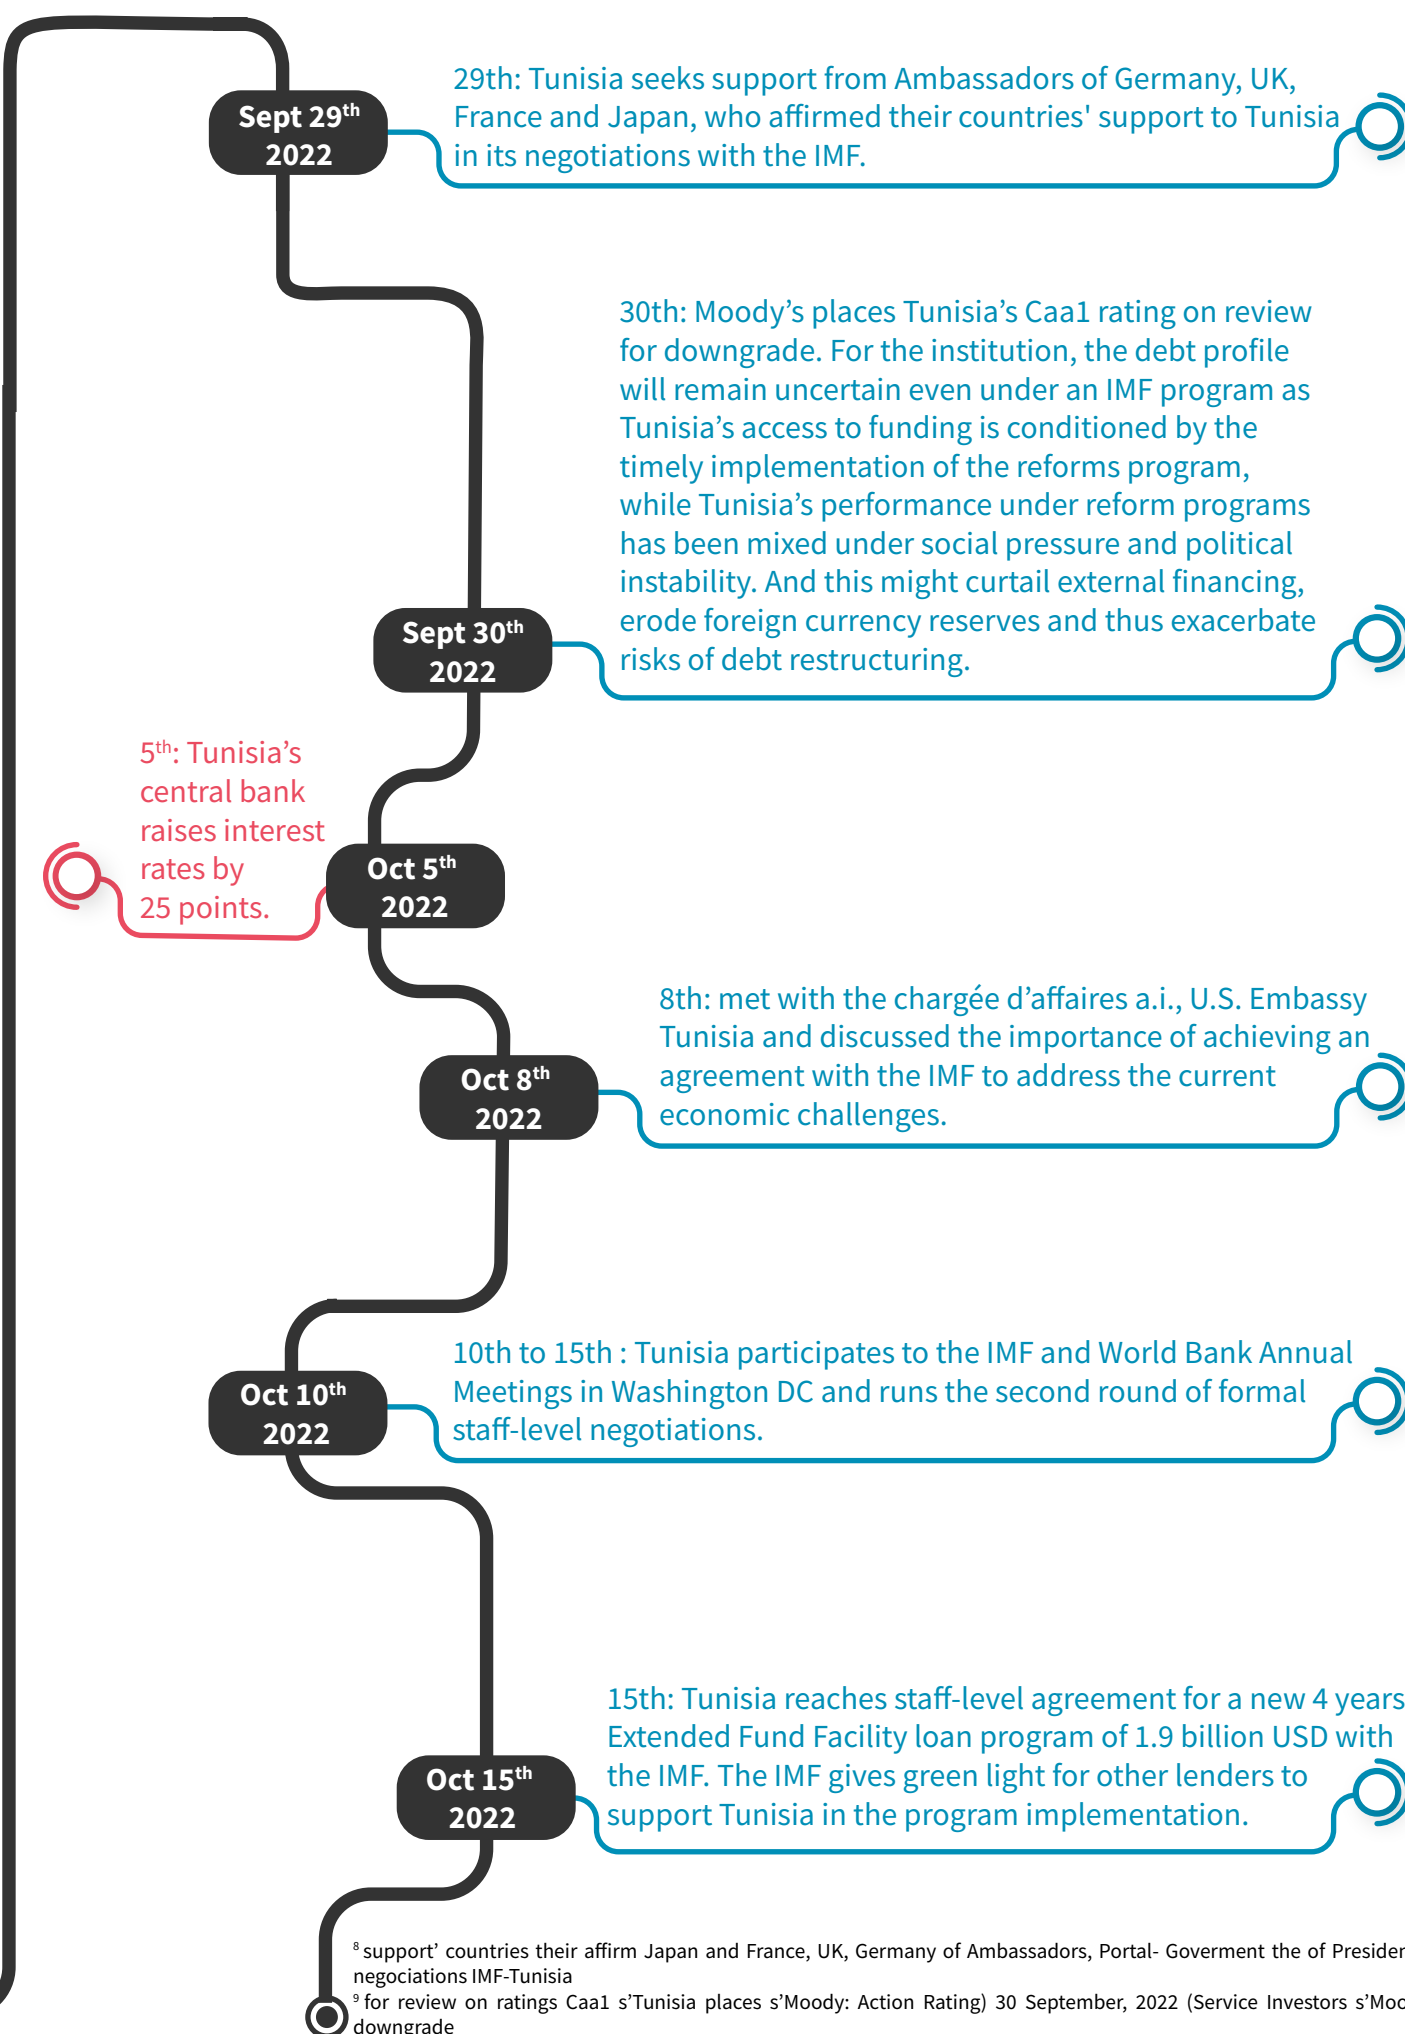 29th: Tunisia seeks support from Ambassadors of Germany, UK,
France and Japan, who affirmed their countries' support to Tunisia
in its negotiations with the IMF.
Sept 29th
2022
30th: Moody’s places Tunisia’s Caa1 rating on review
for downgrade. For the institution, the debt profile
will remain uncertain even under an IMF program as
Tunisia’s access to funding is conditioned by the
timely implementation of the reforms program,
while Tunisia’s performance under reform programs
has been mixed under social pressure and political
instability. And this might curtail external financing,
erode foreign currency reserves and thus exacerbate
risks of debt restructuring.
Sept 30th
2022
5th: Tunisia’s
central bank
raises interest
rates by
25 points.
Oct 5th
2022
8th: met with the chargée d’affaires a.i., U.S. Embassy
Tunisia and discussed the importance of achieving an
agreement with the IMF to address the current
economic challenges.
Oct 8th
2022
10th to 15th : Tunisia participates to the IMF and World Bank Annual
Meetings in Washington DC and runs the second round of formal
staff-level negotiations.
Oct 10th
2022
15th: Tunisia reaches staff-level agreement for a new 4 years
Extended Fund Facility loan program of 1.9 billion USD with
the IMF. The IMF gives green light for other lenders to
support Tunisia in the program implementation.
Oct 15th
2022
8 support’ countries their affirm Japan and France, UK, Germany of Ambassadors, Portal- Goverment the of
negociations IMF-Tunisia
9 for review on ratings Caa1 s’Tunisia places s’Moody: Action Rating) 30 September, 2022 (Service Investors
downgrade